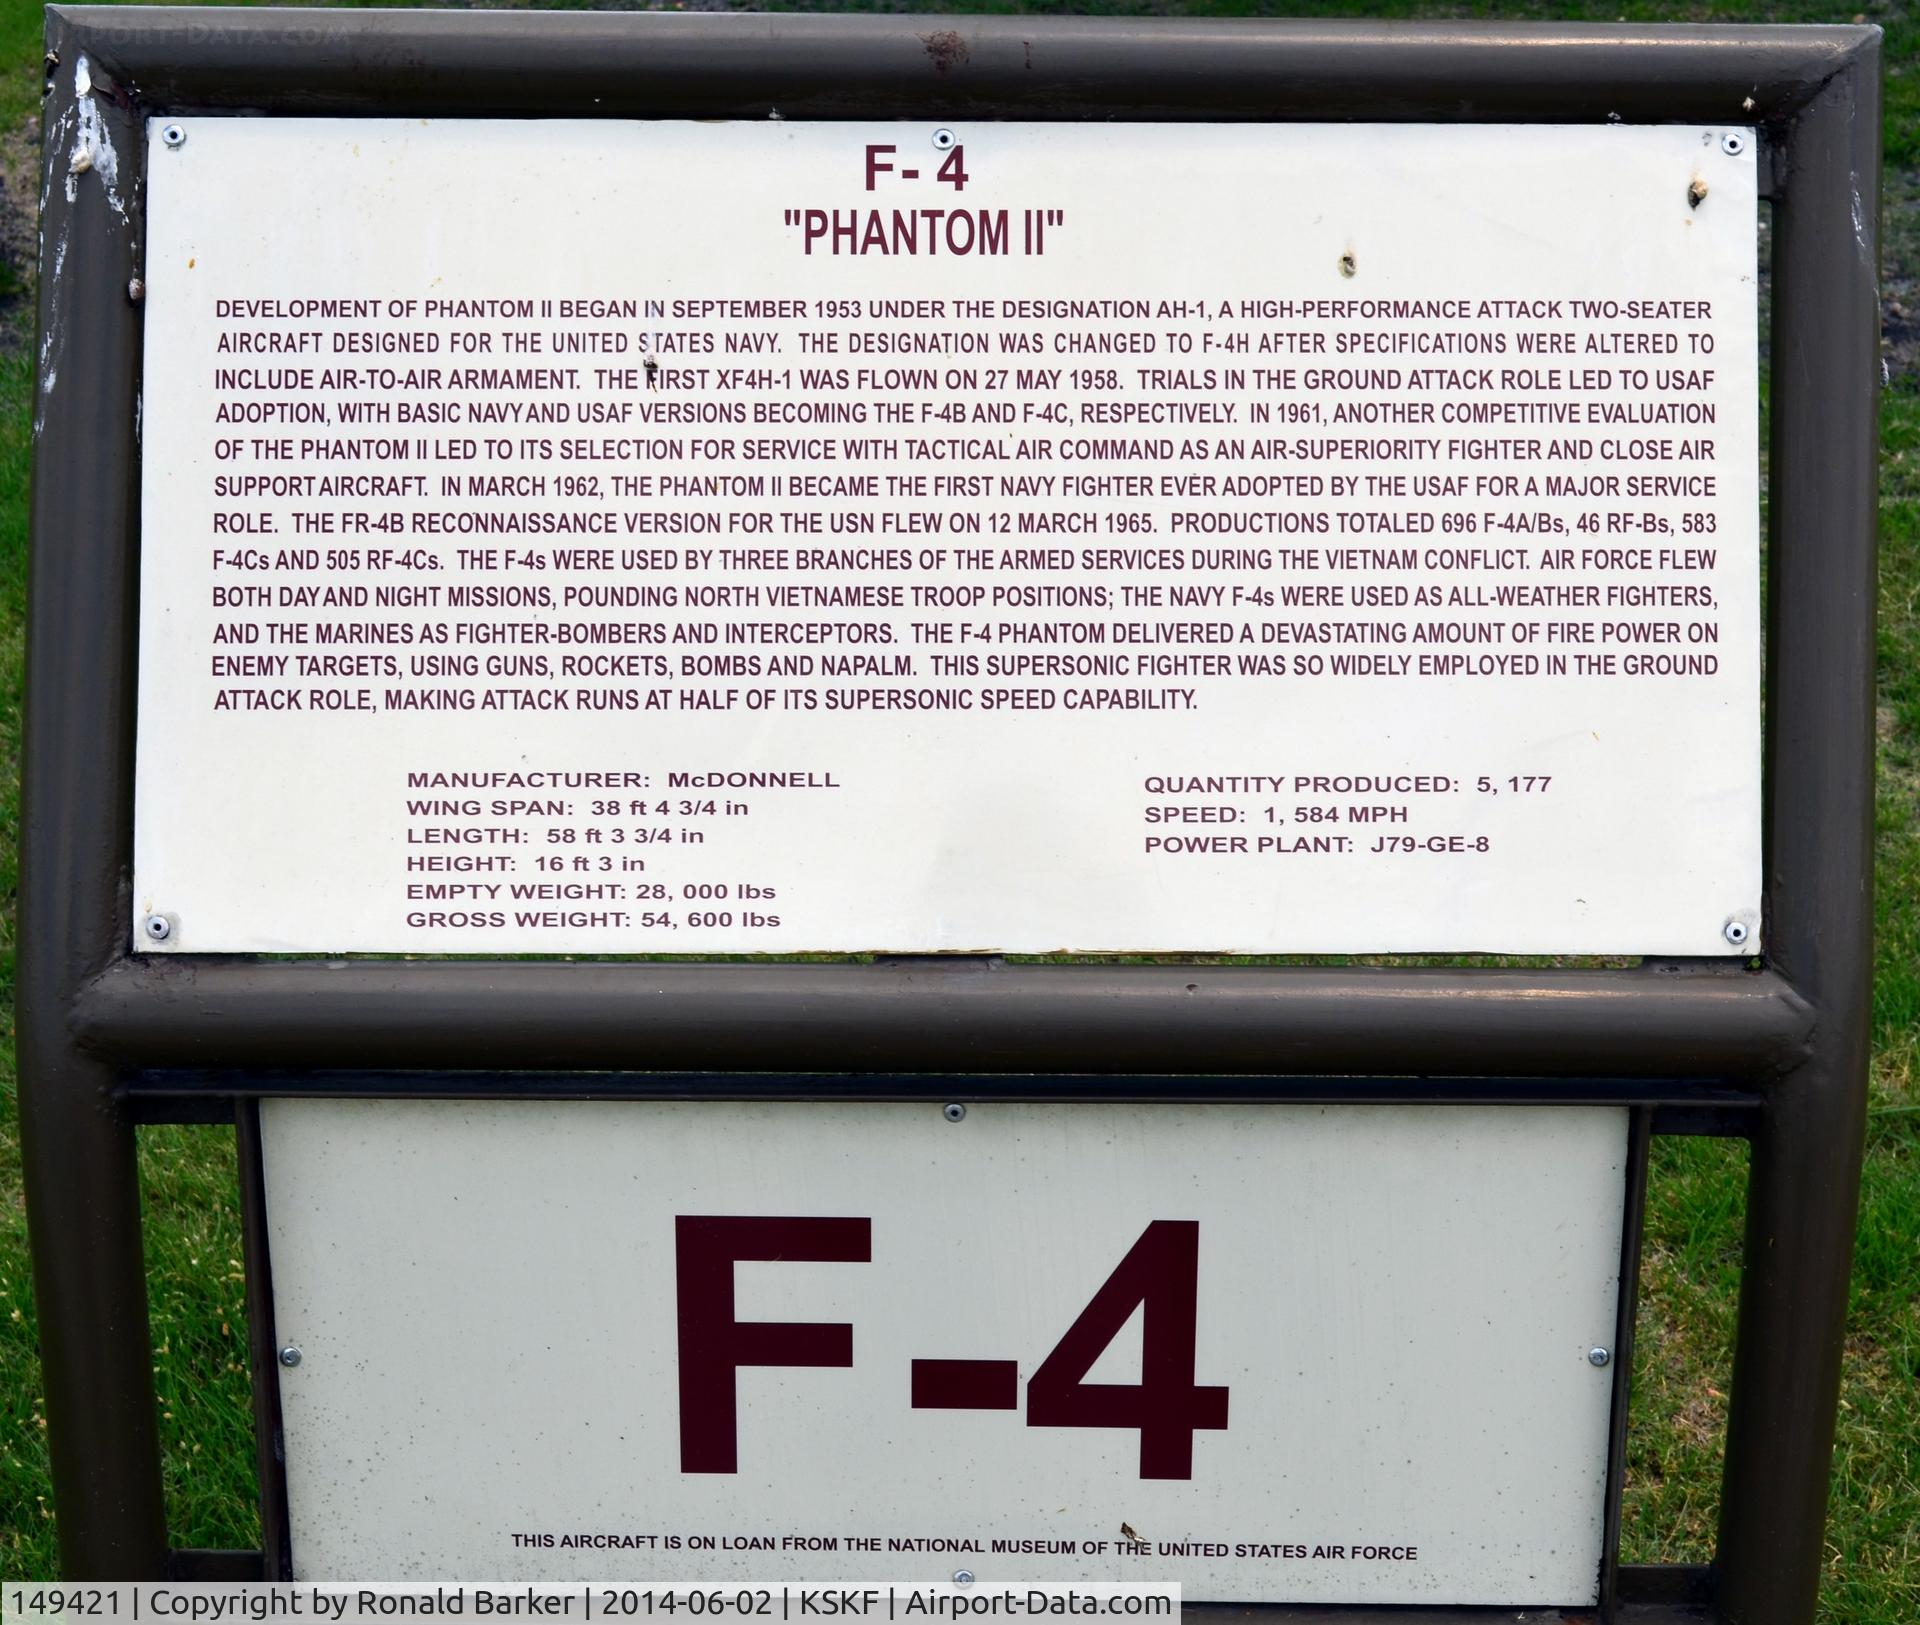 AIRPORT-DATA.COM
F- 4
"PHANTOM II"
DEVELOPMENT OF PHANTOM II BEGAN IN SEPTEMBER 1953 UNDER THE DESIGNATION AH-1, A HIGH-PERFORMANCE ATTACK TWO-SEATER
AIRCRAFT DESIGNED FOR THE UNITED STATES NAVY. THE DESIGNATION WAS CHANGED TO F-4H AFTER SPECIFICATIONS WERE ALTERED TO
INCLUDE AIR-TO-AIR ARMAMENT. THE FIRST XF4H-1 WAS FLOWN ON 27 MAY 1958. TRIALS IN THE GROUND ATTACK ROLE LED TO USAF
ADOPTION, WITH BASIC NAVY AND USAF VERSIONS BECOMING THE F-4B AND F-4C, RESPECTIVELY. IN 1961, ANOTHER COMPETITIVE EVALUATION
OF THE PHANTOM II LED TO ITS SELECTION FOR SERVICE WITH TACTICAL AIR COMMAND AS AN AIR-SUPERIORITY FIGHTER AND CLOSE AIR
SUPPORT AIRCRAFT. IN MARCH 1962, THE PHANTOM II BECAME THE FIRST NAVY FIGHTER EVER ADOPTED BY THE USAF FOR A MAJOR SERVICE
ROLE. THE FR-4B RECONNAISSANCE VERSION FOR THE USN FLEW ON 12 MARCH 1965. PRODUCTIONS TOTALED 696 F-4A/Bs, 46 RF-Bs, 583
F-4Cs AND 505 RF-4Cs. THE F-4s WERE USED BY THREE BRANCHES OF THE ARMED SERVICES DURING THE VIETNAM CONFLICT. AIR FORCE FLEW
BOTH DAY AND NIGHT MISSIONS, POUNDING NORTH VIETNAMESE TROOP POSITIONS; THE NAVY F-4s WERE USED AS ALL-WEATHER FIGHTERS,
AND THE MARINES AS FIGHTER-BOMBERS AND INTERCEPTORS. THE F-4 PHANTOM DELIVERED A DEVASTATING AMOUNT OF FIRE POWER ON
ENEMY TARGETS, USING GUNS, ROCKETS, BOMBS AND NAPALM. THIS SUPERSONIC FIGHTER WAS SO WIDELY EMPLOYED IN THE GROUND
ATTACK ROLE, MAKING ATTACK RUNS AT HALF OF ITS SUPERSONIC SPEED CAPABILITY.
MANUFACTURER: McDONNELL
WING SPAN: 38 ft 4 3/4 in
LENGTH: 58 ft 3 3/4 in
HEIGHT: 16 ft 3 in
EMPTY WEIGHT: 28, 000 lbs
GROSS WEIGHT: 54, 600 lbs
QUANTITY PRODUCED: 5, 177
SPEED: 1, 584 MPH
POWER PLANT: J79-GE-8
F-4
THIS AIRCRAFT IS ON LOAN FROM THE NATIONAL MUSEUM OF THE UNITED STATES AIR FORCE
149421 | Copyright by Ronald Barker | 2014-06-02 | KSKF | Airport-Data.com